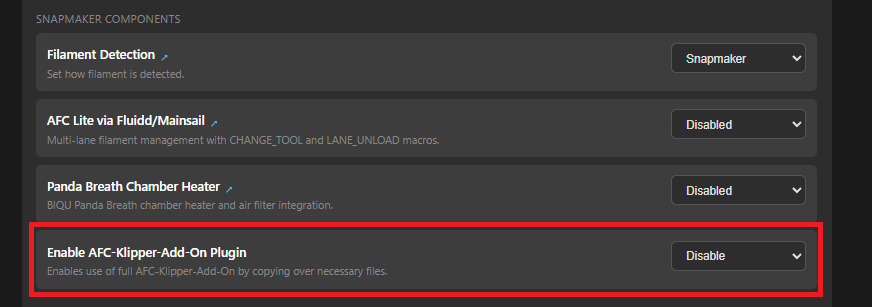 SNAPMAKER COMPONENTS
Filament Detection ↗
Snapmaker
Set how filament is detected.
AFC Lite via Fluidd/Mainsail ↗
Disabled
Multi-lane filament management with CHANGE_TOOL and LANE_UNLOAD macros.
Panda Breath Chamber Heater ↗
Disabled
BIQU Panda Breath chamber heater and air filter integration.
Enable AFC-Klipper-Add-On Plugin
Disable
Enables use of full AFC-Klipper-Add-On by copying over necessary files.